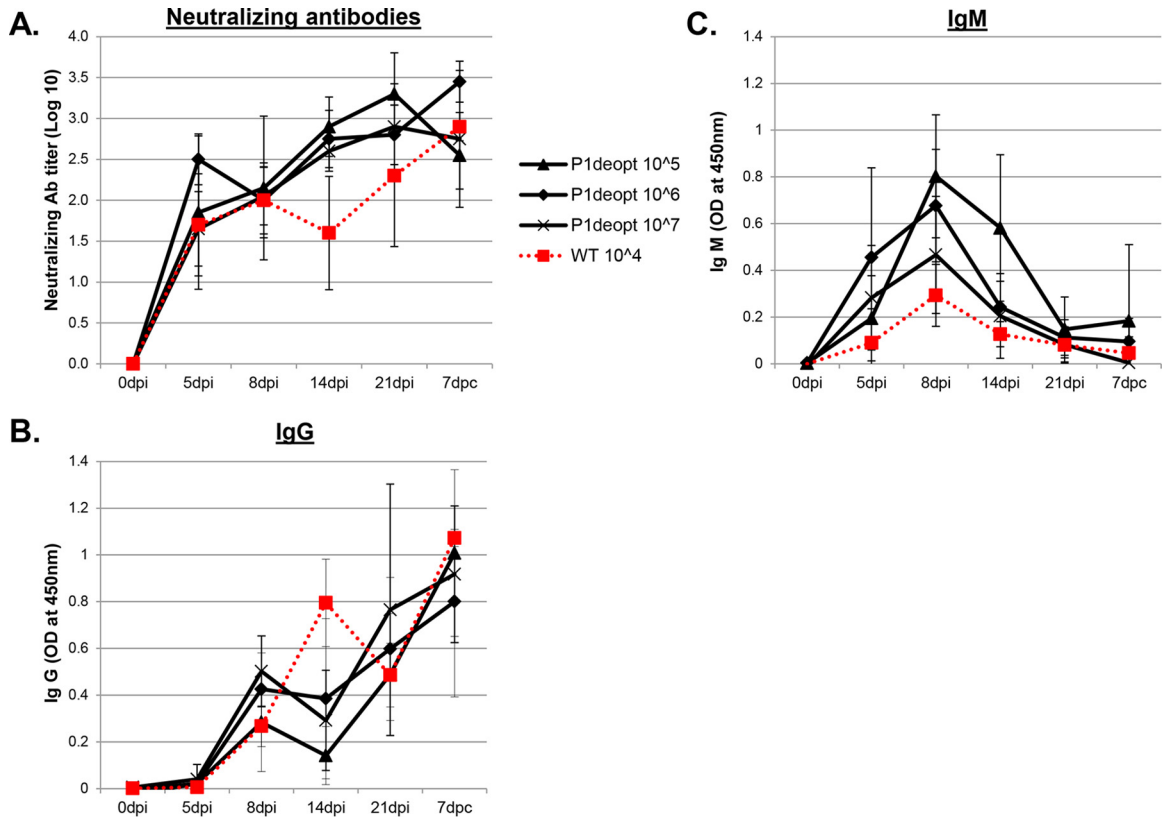 A.
Neutralizing antibodies
Neutralizing Ab titer (Log 10)
4.0
3.5
3.0
2.5
2.0
1.5
1.0
0.5
0.0
0dpi 5dpi 8dpi 14dpi 21dpi 7dpc
P1deopt 10^5
P1deopt 10^6
P1deopt 10^7
WT 10^4
C.
IgM
Ig M (OD at 450nm)
1.4
1.2
1
0.8
0.6
0.4
0.2
0
0dpi 5dpi 8dpi 14dpi 21dpi 7dpc
B.
IgG
Ig G (OD at 450nm)
1.4
1.2
1
0.8
0.6
0.4
0.2
0
0dpi 5dpi 8dpi 14dpi 21dpi 7dpc